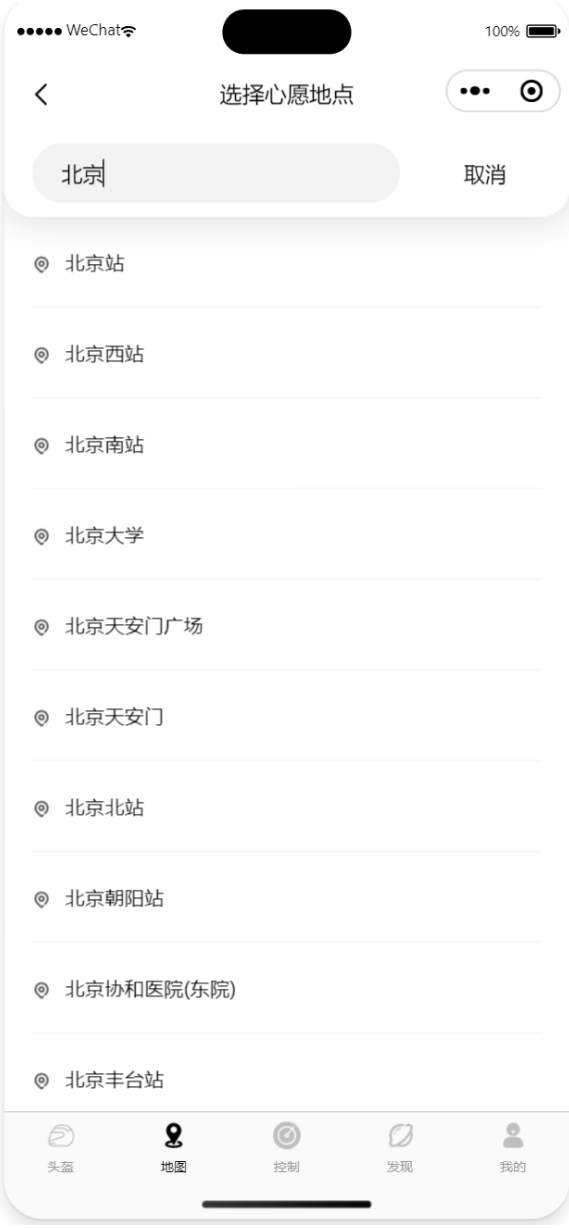 WeChat 100%
选择心愿地点
北京 取消
北京站
北京西站
北京南站
北京大学
北京天安门广场
北京天安门
北京北站
北京朝阳站
北京协和医院(东院)
北京丰台站
头盔 地图 控制 发现 我的